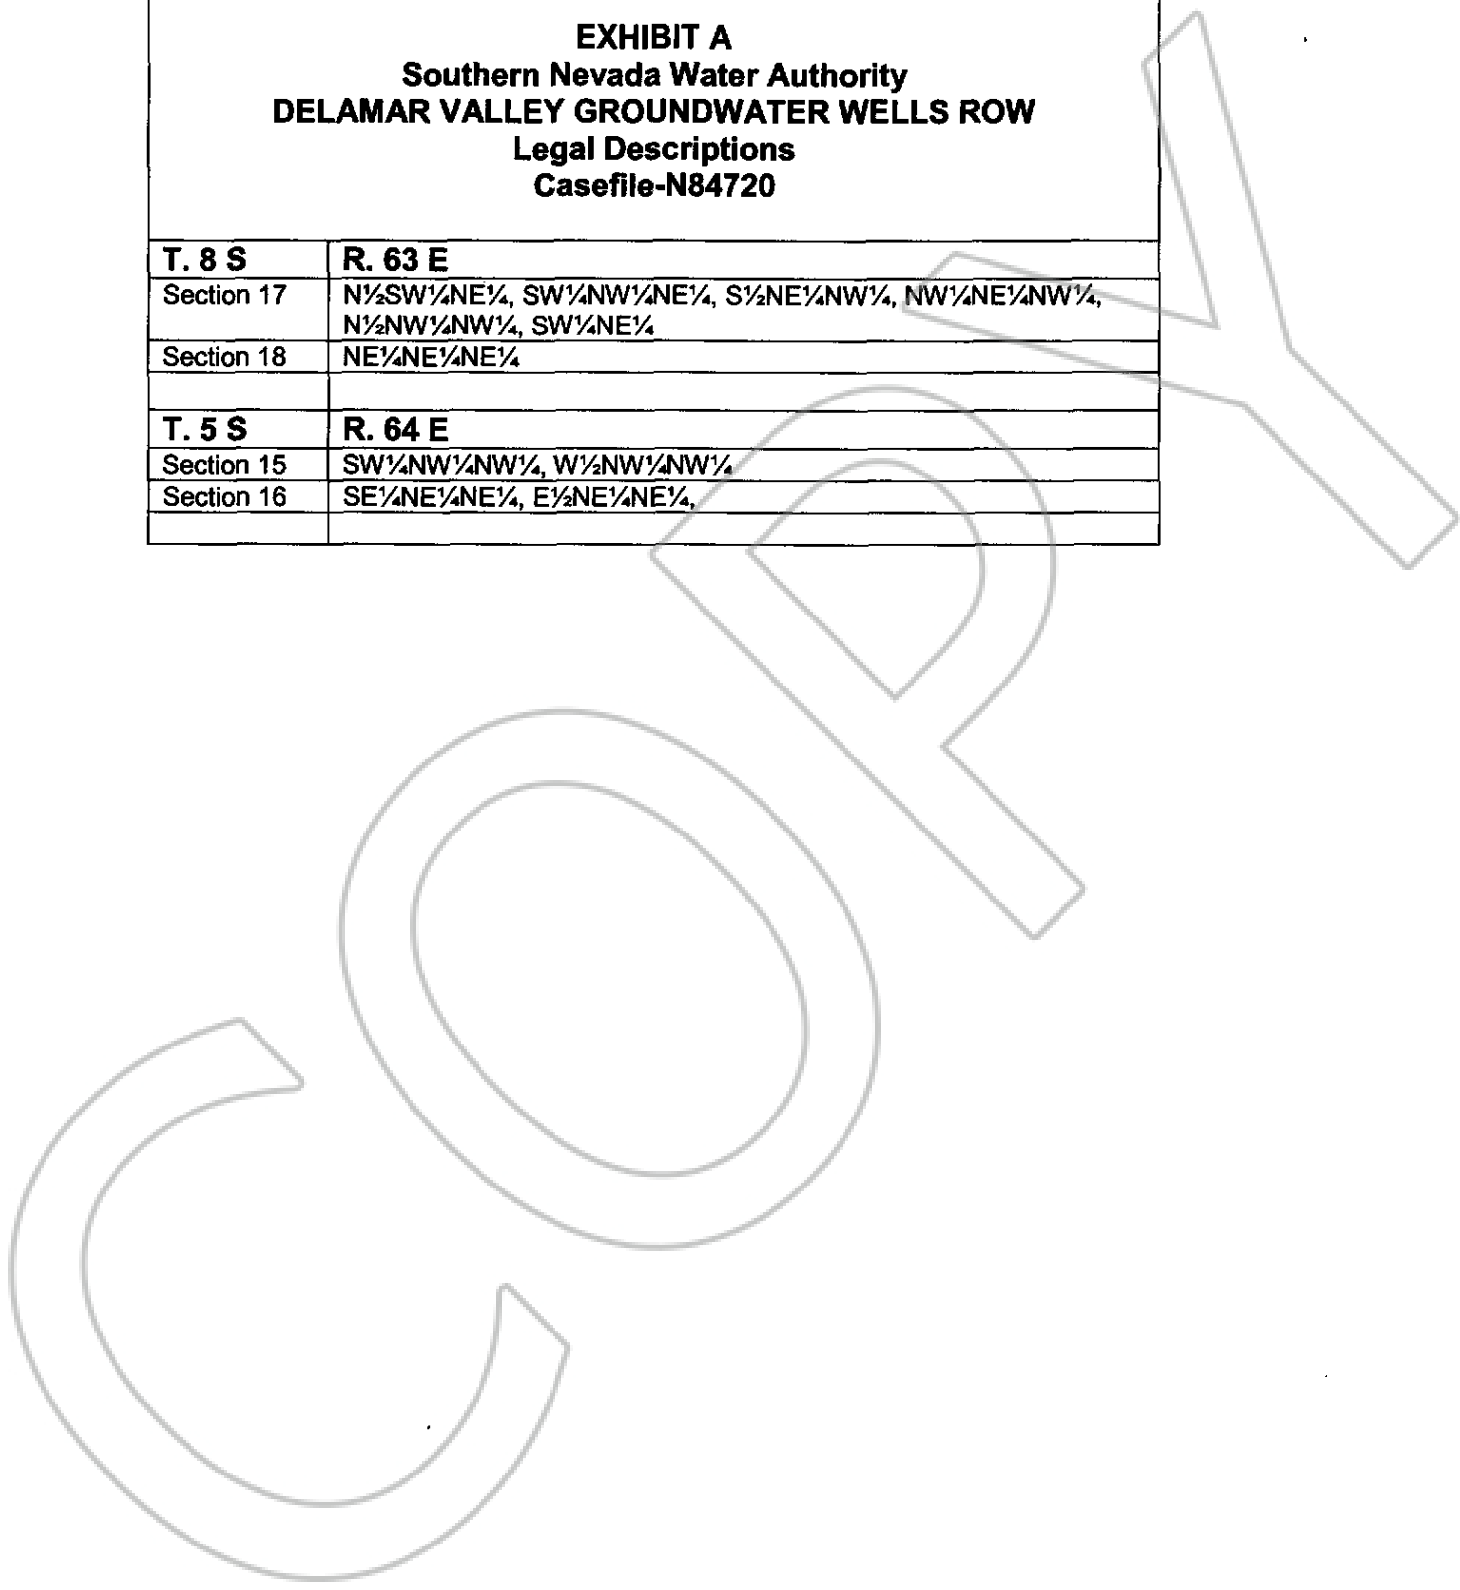 EXHIBIT A
Southern Nevada Water Authority
DELAMAR VALLEY GROUNDWATER WELLS ROW
Legal Descriptions
Casefile-N84720
T. 8 S R. 63 E
Section 17 N½SW¼NE¼, SW¼NW¼NE¼, S½NE¼NW¼, NW¼NE¼NW¼,
N½NW¼NW¼, SW¼NE¼
Section 18 NE¼NE¼NE¼
T. 5 S R. 64 E
Section 15 SW¼NW¼NW¼, W½NW¼NW¼
Section 16 SE¼NE¼NE¼, E½NE¼NE¼,
COPY